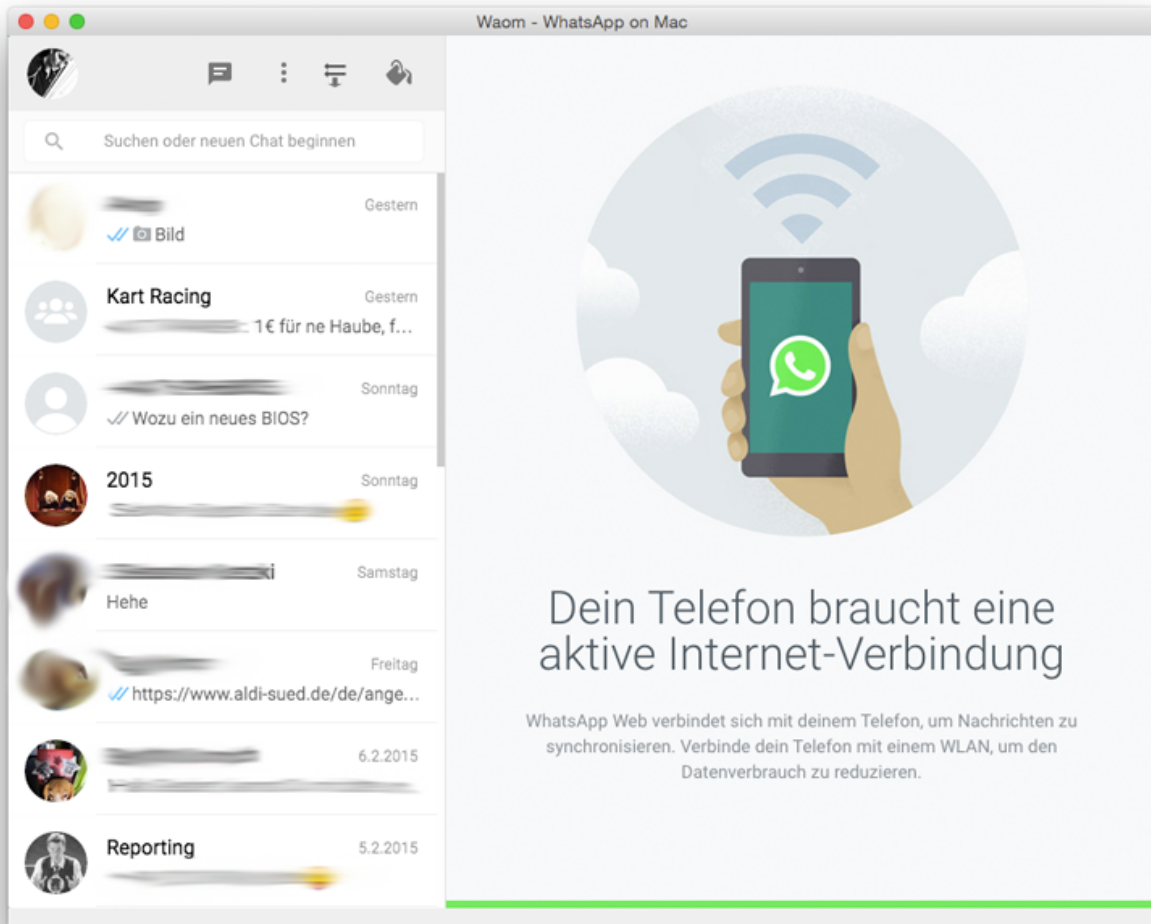 Waom - WhatsApp on Mac
Suchen oder neuen Chat beginnen
Gestern
Bild
Kart Racing
Gestern
1€ für ne Haube, f...
Sonntag
Wozu ein neues BIOS?
2015
Sonntag
ki
Samstag
Hehe
Freitag
https://www.aldi-sued.de/de/ange...
6.2.2015
Reporting
5.2.2015
Dein Telefon braucht eine
aktive Internet-Verbindung
WhatsApp Web verbindet sich mit deinem Telefon, um Nachrichten zu
synchronisieren. Verbinde dein Telefon mit einem WLAN, um den
Datenverbrauch zu reduzieren.